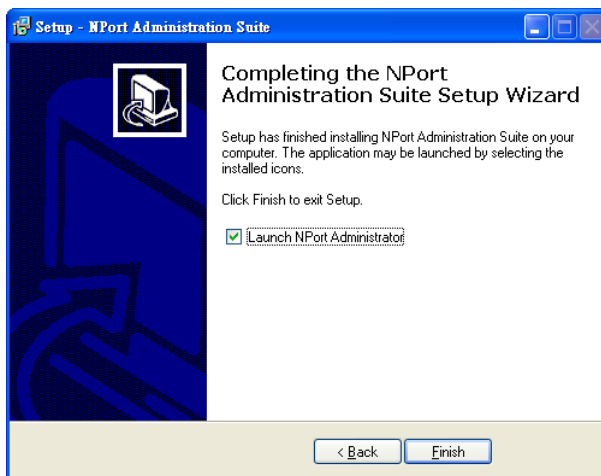 Setup - NPort Administration Suite
Completing the NPort
Administration Suite Setup Wizard
Setup has finished installing NPort Administration Suite on your
computer. The application may be launched by selecting the
installed icons.
Click Finish to exit Setup.
Launch NPort Administrator
< Back
Finish